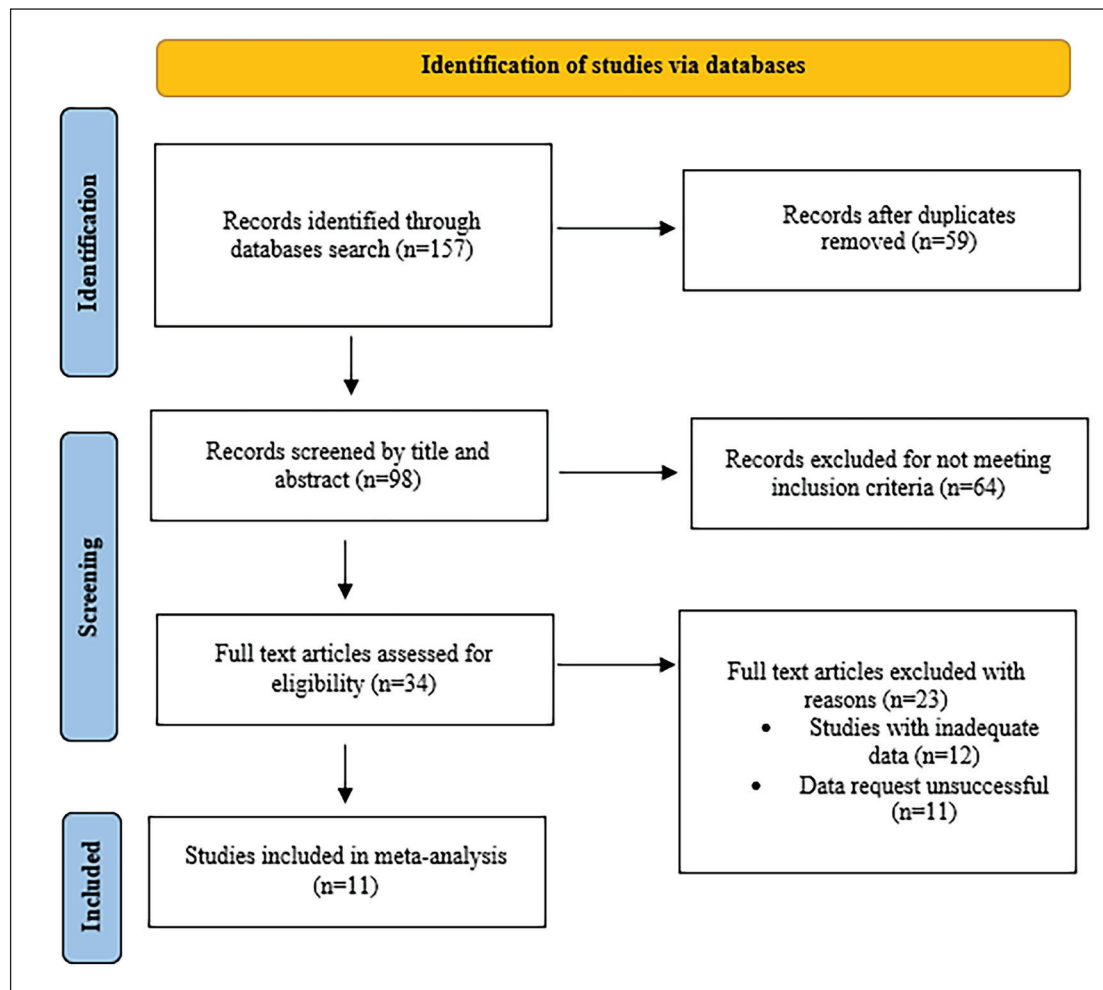 Identification of studies via databases
Identification
Records identified through
databases search (n=157)
Records after duplicates
removed (n=59)
Screening
Records screened by title and
abstract (n=98)
Records excluded for not meeting
inclusion criteria (n=64)
Full text articles assessed for
eligibility (n=34)
Full text articles excluded with
reasons (n=23)
• Studies with inadequate
data (n=12)
• Data request unsuccessful
(n=11)
Included
Studies included in meta-analysis
(n=11)